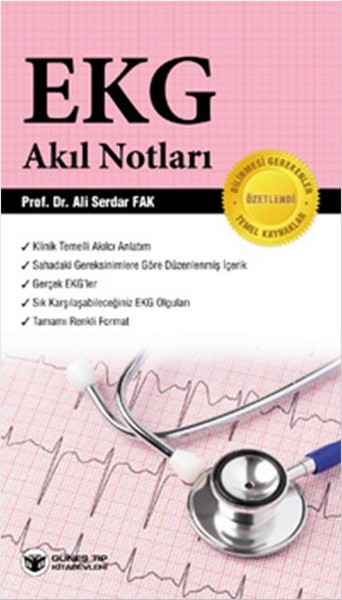 EKG
Akıl Notları
Prof. Dr. Ali Serdar FAK
BİLİNMESİ GEREKENLER
ÖZETLENDİ
TEMEL KAYNAKLAR
✓ Klinik Temelli Akılcı Anlatım
✓ Sahadaki Gereksinimlere Göre Düzenlenmiş İçerik
✓ Gerçek EKG'ler
✓ Sık Karşılaşabileceğiniz EKG Olguları
✓ Tamamı Renkli Format
GÜNEŞ TIP
KİTABEVLERİ